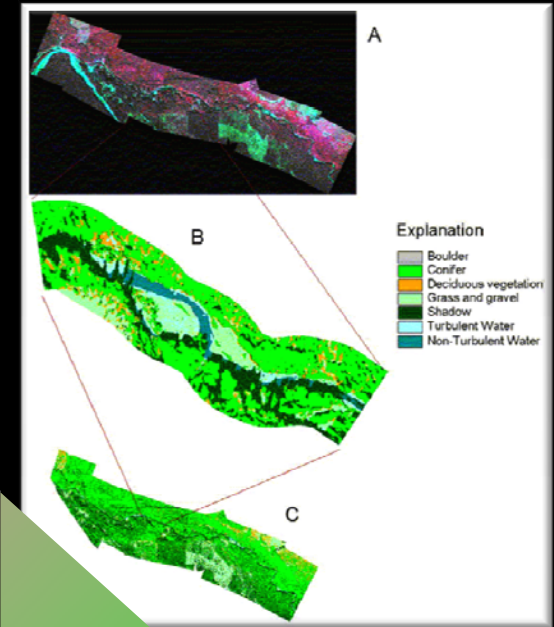 A
B
Explanation
Boulder
Conifer
Deciduous vegetation
Grass and gravel
Shadow
Turbulent Water
Non-Turbulent Water
C